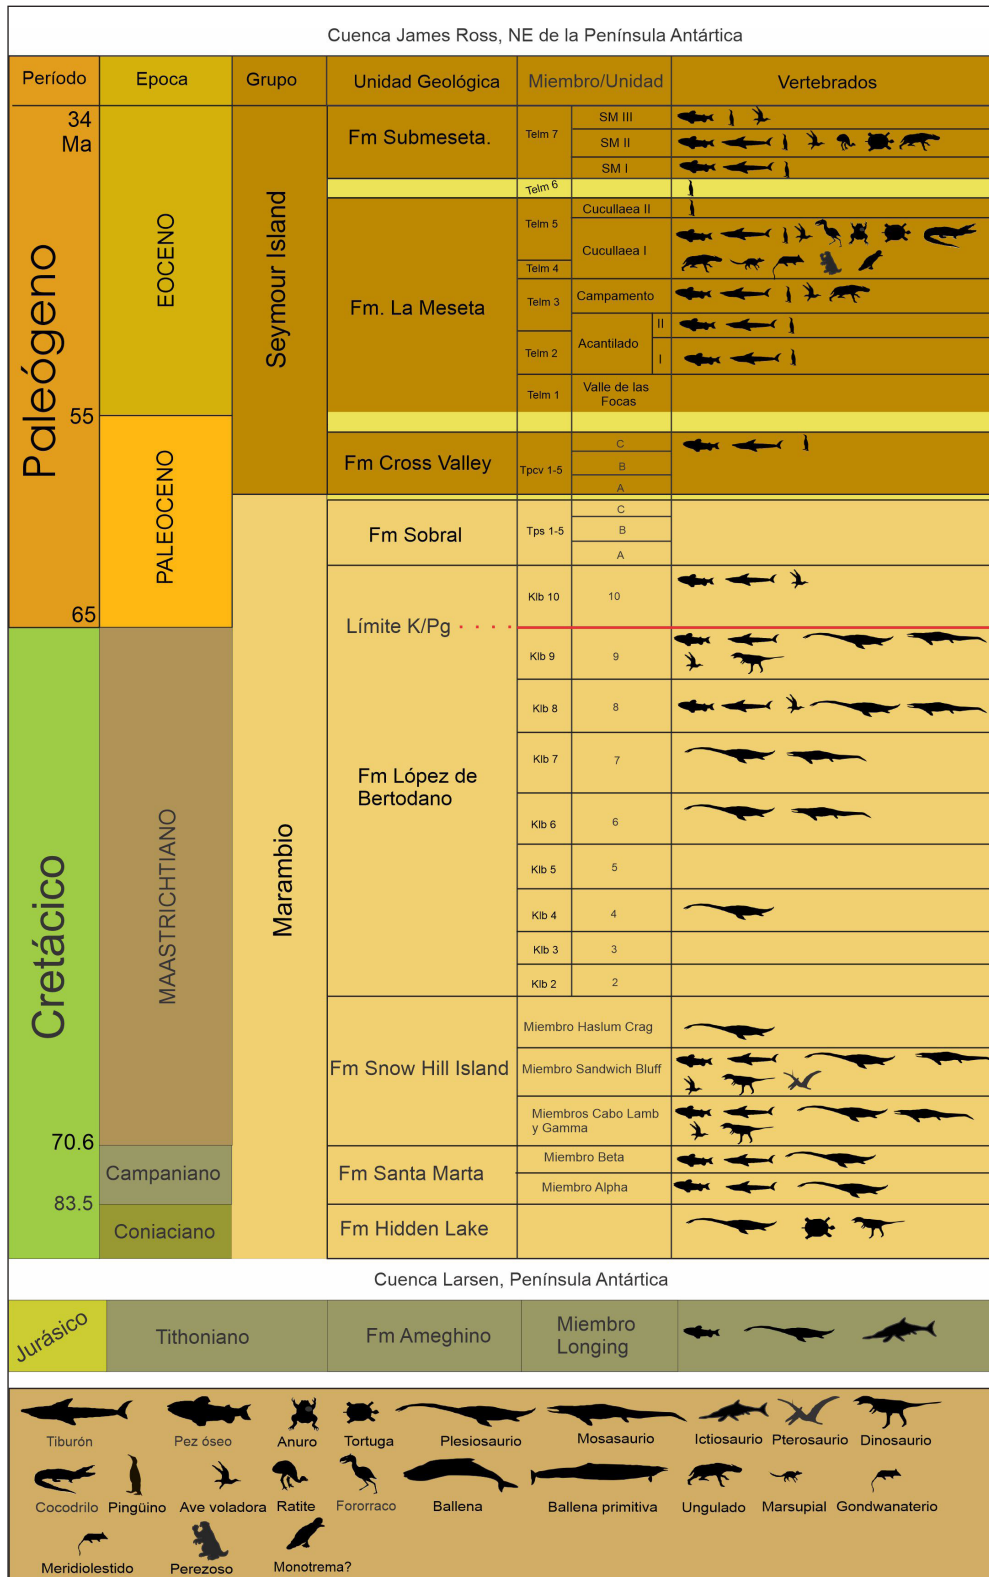 Cuenca James Ross, NE de la Península Antártica
Período Epoca Grupo Unidad Geológica Miembro/Unidad Vertebrados
34
Ma
Paleógeno
55
65
EOCENO
PALEOCENO
Seymour Island
Fm Submeseta.
Telm 7
SM III
SM II
SM I
Telm 6
Fm. La Meseta
Telm 5
Cucullaea II
Cucullaea I
Telm 4
Telm 3
Campamento
Telm 2
Acantilado
II
I
Telm 1
Valle de las
Focas
Fm Cross Valley
Tpcv 1-5
C
B
A
Fm Sobral
Tps 1-5
C
B
A
Cretácico
70.6
83.5
MAASTRICHTIANO
Campaniano
Coniaciano
Marambio
Límite K/Pg
Fm López de
Bertodano
Klb 10 10
Klb 9 9
Klb 8 8
Klb 7 7
Klb 6 6
Klb 5 5
Klb 4 4
Klb 3 3
Klb 2 2
Fm Snow Hill Island
Miembro Haslum Crag
Miembro Sandwich Bluff
Miembros Cabo Lamb
y Gamma
Fm Santa Marta
Miembro Beta
Miembro Alpha
Fm Hidden Lake
Cuenca Larsen, Península Antártica
Jurásico Tithoniano Fm Ameghino
Miembro
Longing
Tiburón Pez óseo Anuro Tortuga Plesiosaurio Mosasaurio Ictiosaurio Pterosaurio Dinosaurio
Cocodrilo Pingüino Ave voladora Ratite Fororraco Ballena Ballena primitiva Ungulado Marsupial Gondwanaterio
Meridiolestido Perezoso Monotrema?